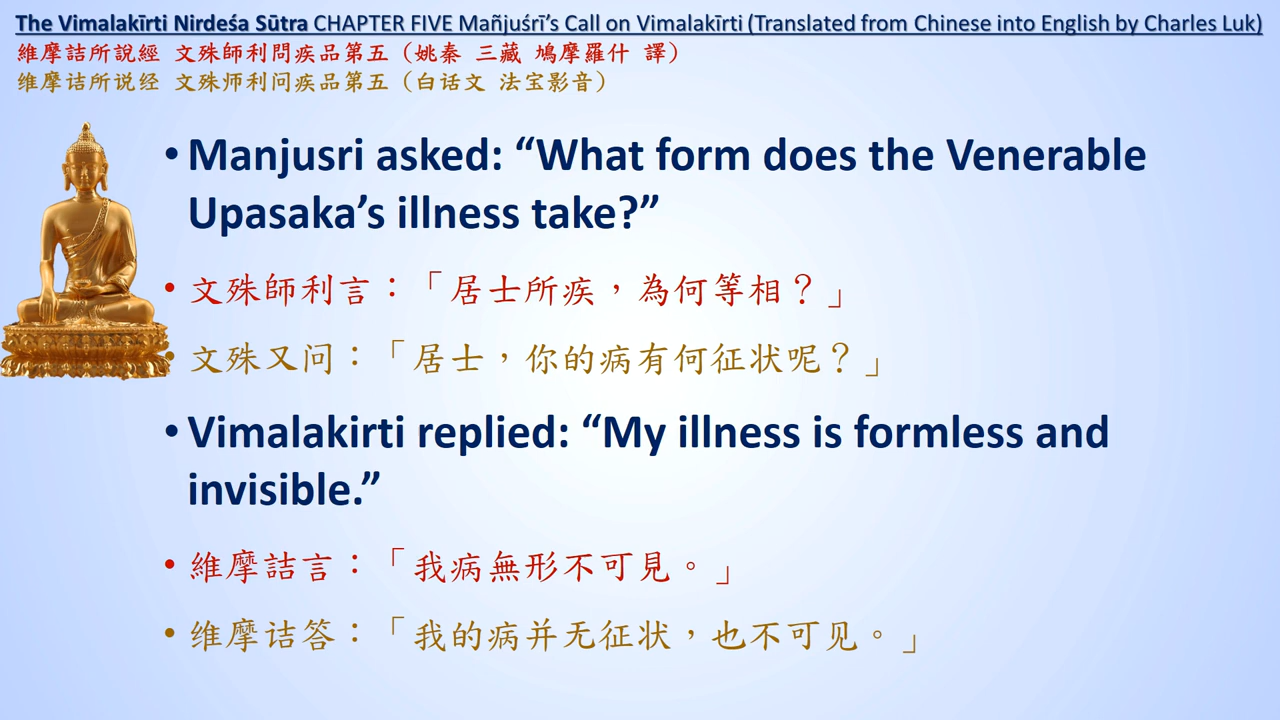 The Vimalakīrti Nirdeśa Sūtra CHAPTER FIVE Mañjuśrī’s Call on Vimalakīrti (Translated from Chinese into English by Charles Luk)
維摩詰所說經 文殊師利問疾品第五（姚秦 三藏 鳩摩羅什 譯）
维摩诘所说经 文殊师利问疾品第五（白话文 法宝影音）
• Manjusri asked: “What form does the Venerable
Upasaka’s illness take?”
• 文殊師利言：「居士所疾，為何等相？」
• 文殊又问：「居士，你的病有何征状呢？」
• Vimalakirti replied: “My illness is formless and
invisible.”
• 維摩詰言：「我病無形不可見。」
• 维摩诘答：「我的病并无征状，也不可见。」